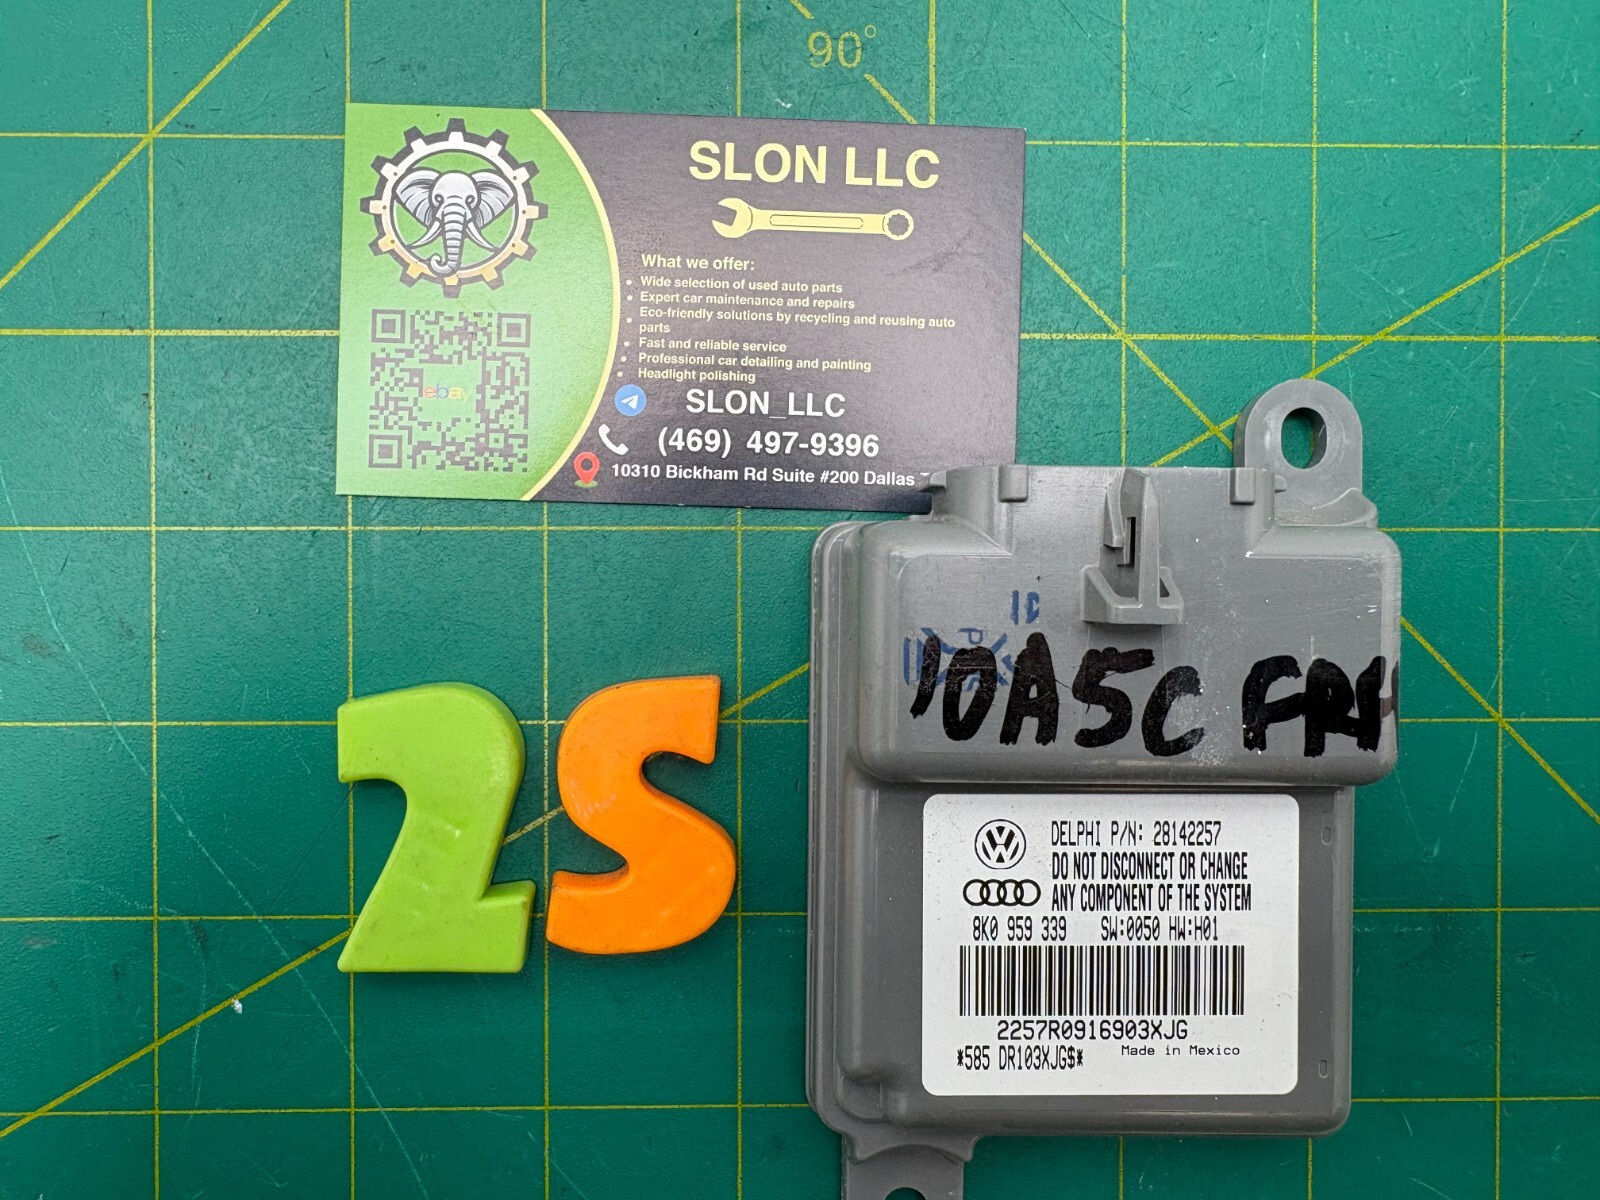 90°
SLON LLC
What we offer:
• Wide selection of used auto parts
• Expert car maintenance and repairs
• Eco-friendly solutions by recycling and reusing auto
parts
• Fast and reliable service
• Professional car detailing and painting
• Headlight polishing
ebay
SLON_LLC
(469) 497-9396
10310 Bickham Rd Suite #200 Dallas
2S
10A5C
DELPHI P/N: 28142257
DO NOT DISCONNECT OR CHANGE
ANY COMPONENT OF THE SYSTEM
8K0 959 339 SW:0050 HW:H01
2257R0916903XJG
*585 DR103XJG$* Made in Mexico